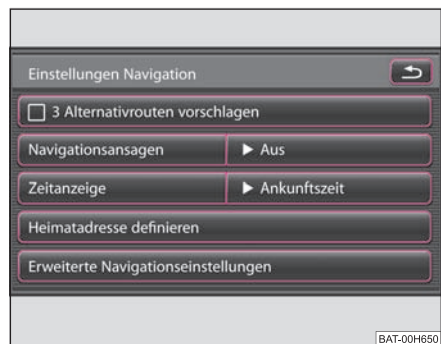 Einstellungen Navigation
3 Alternativrouten vorschlagen
Navigationsansagen ▶ Aus
Zeitanzeige ▶ Ankunftszeit
Heimatadresse definieren
Erweiterte Navigationseinstellungen
BAT-00H650